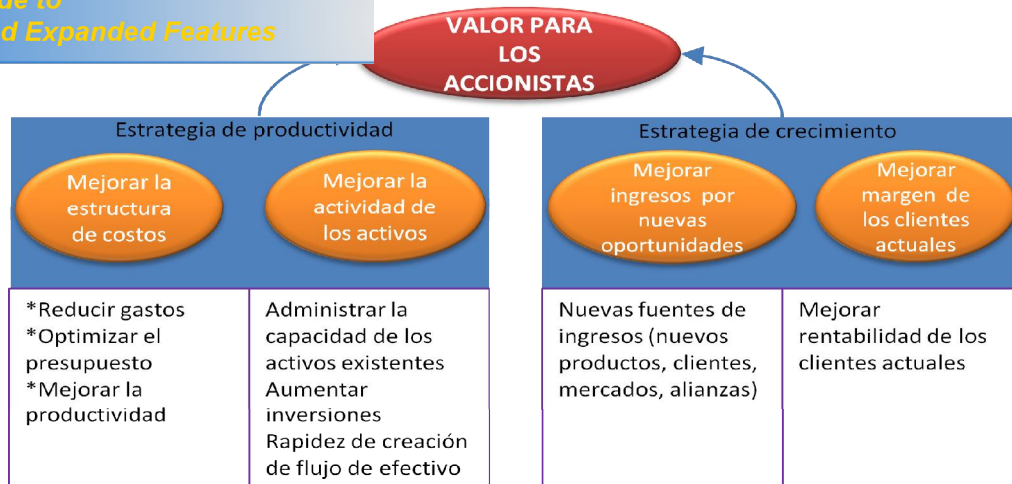 de to
d Expanded Features
VALOR PARA
LOS
ACCIONISTAS
Estrategia de productividad
Mejorar la
estructura
de costos
Mejorar la
actividad de
los activos
*Reducir gastos
*Optimizar el
presupuesto
*Mejorar la
productividad
Administrar la
capacidad de los
activos existentes
Aumentar
inversiones
Rapidez de creación
de flujo de efectivo
Estrategia de crecimiento
Mejorar
ingresos por
nuevas
oportunidades
Mejorar
margen de
los clientes
actuales
Nuevas fuentes de
ingresos (nuevos
productos, clientes,
mercados, alianzas)
Mejorar
rentabilidad de los
clientes actuales